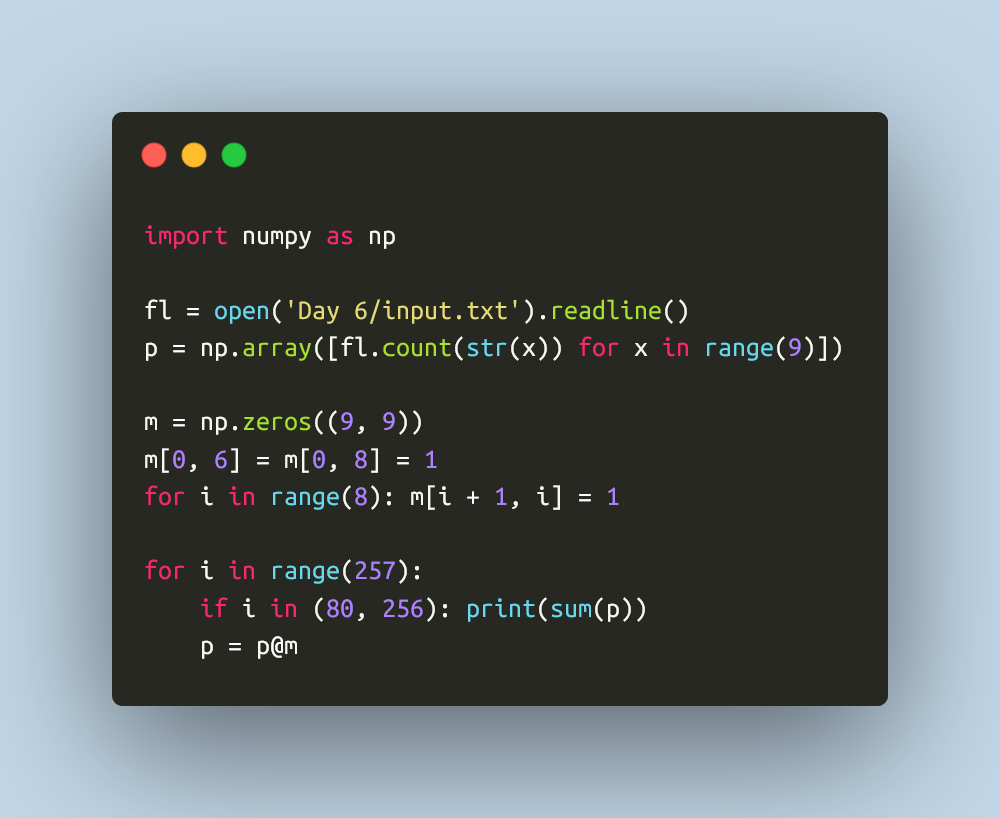 import numpy as np
fl = open('Day 6/input.txt').readline()
p = np.array([fl.count(str(x)) for x in range(9)])
m = np.zeros((9, 9))
m[0, 6] = m[0, 8] = 1
for i in range(8): m[i + 1, i] = 1
for i in range(257):
    if i in (80, 256): print(sum(p))
    p = p@m